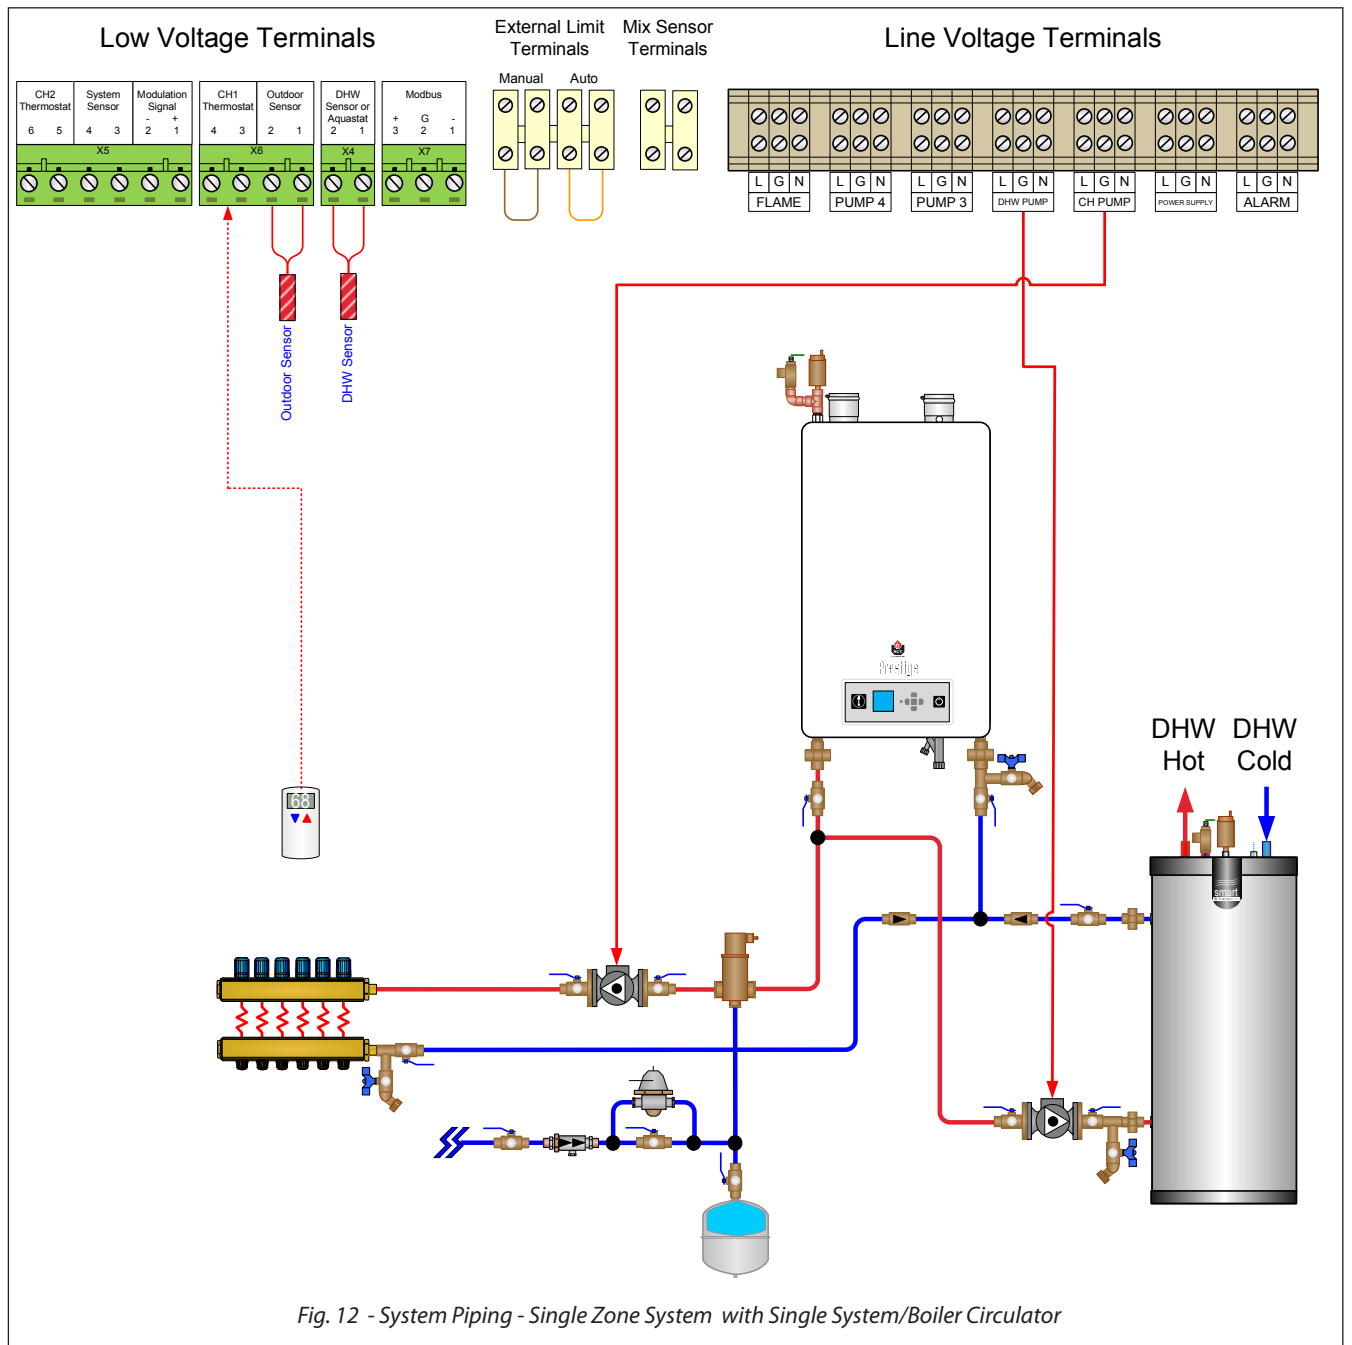 Low Voltage Terminals
External Limit Terminals
Mix Sensor Terminals
Line Voltage Terminals
Manual
Auto
CH2 Thermostat
System Sensor
Modulation Signal
- +
6 5 4 3 2 1
X5
CH1 Thermostat
Outdoor Sensor
4 3 2 1
X6
DHW Sensor or Aquastat
2 1
X4
Modbus
+ G -
3 2 1
X7
L G N
FLAME
L G N
PUMP 4
L G N
PUMP 3
L G N
DHW PUMP
L G N
CH PUMP
L G N
POWER SUPPLY
L G N
ALARM
Outdoor Sensor
DHW Sensor
Prestige
68
DHW Hot
DHW Cold
smart
Fig. 12 - System Piping - Single Zone System with Single System/Boiler Circulator